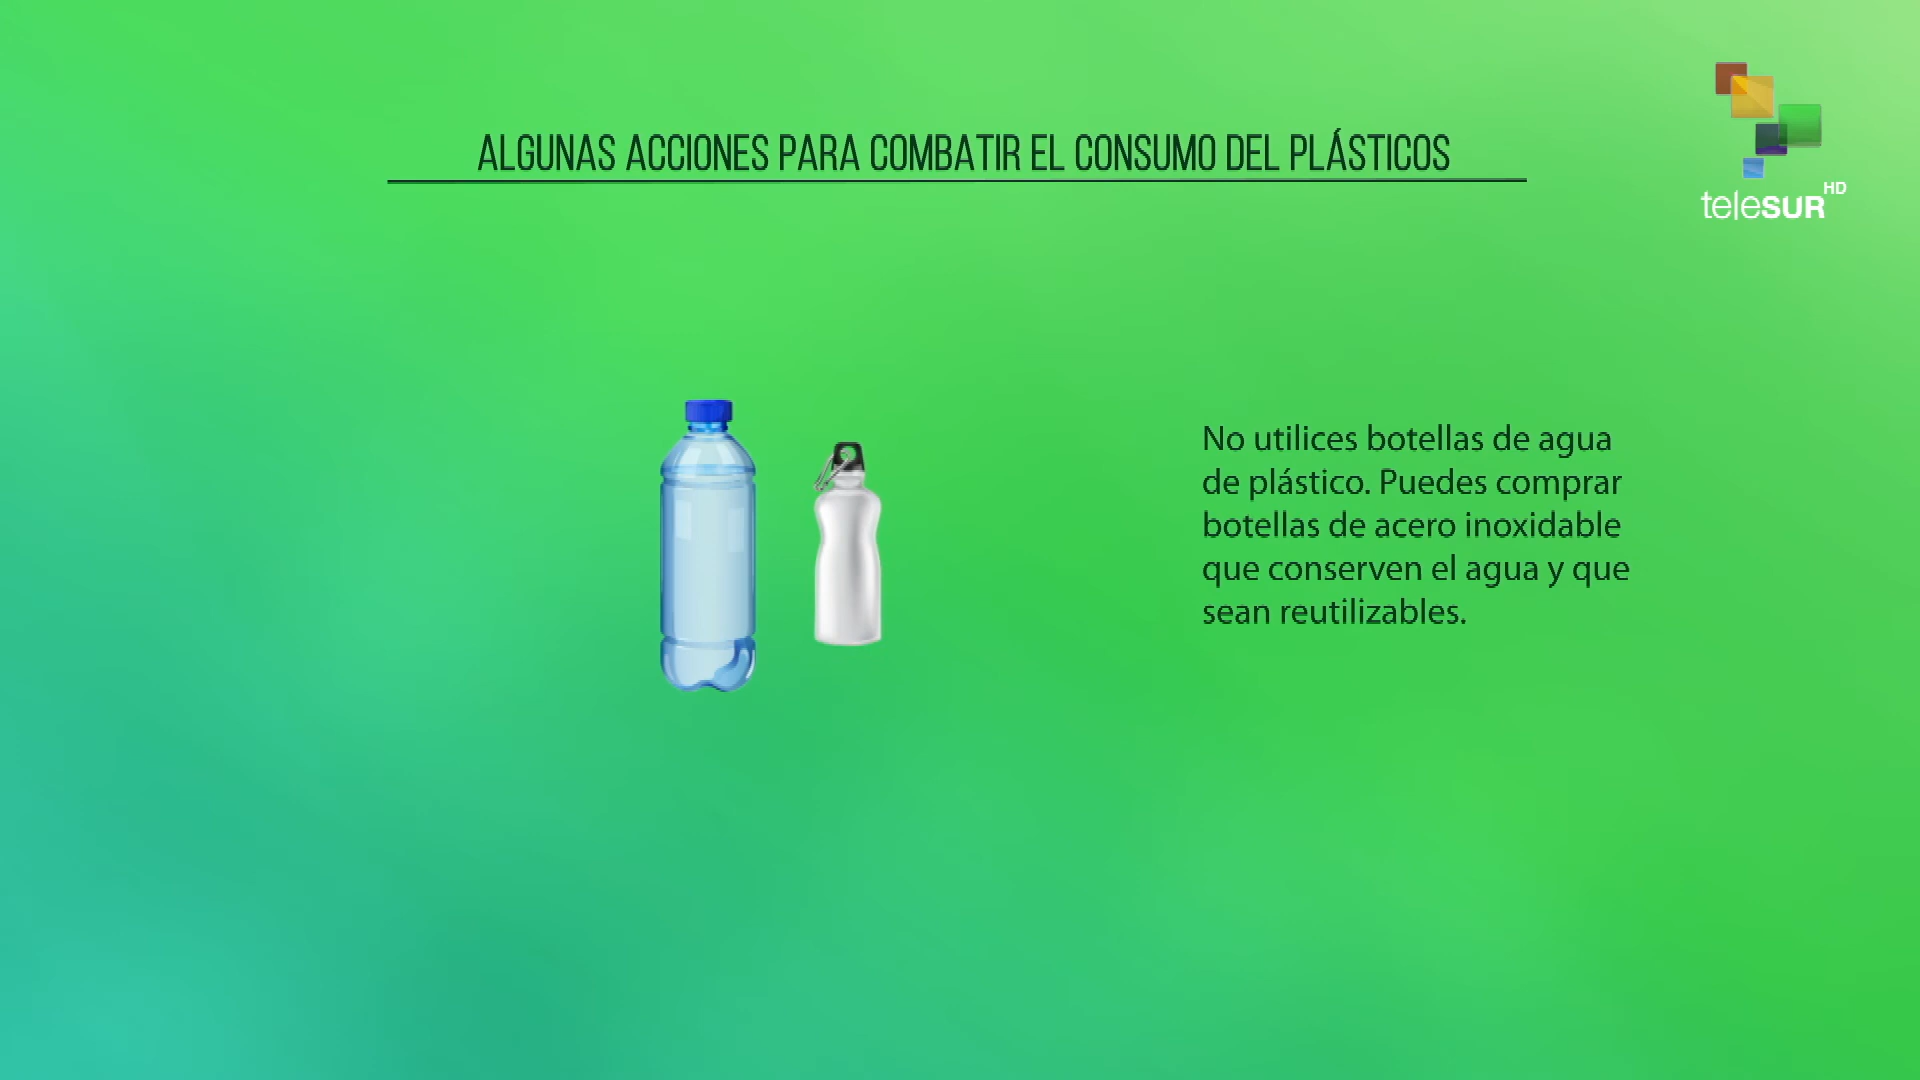 ALGUNAS ACCIONES PARA COMBATIR EL CONSUMO DEL PLÁSTICOS
teleSUR HD
No utilices botellas de agua
de plástico. Puedes comprar
botellas de acero inoxidable
que conserven el agua y que
sean reutilizables.